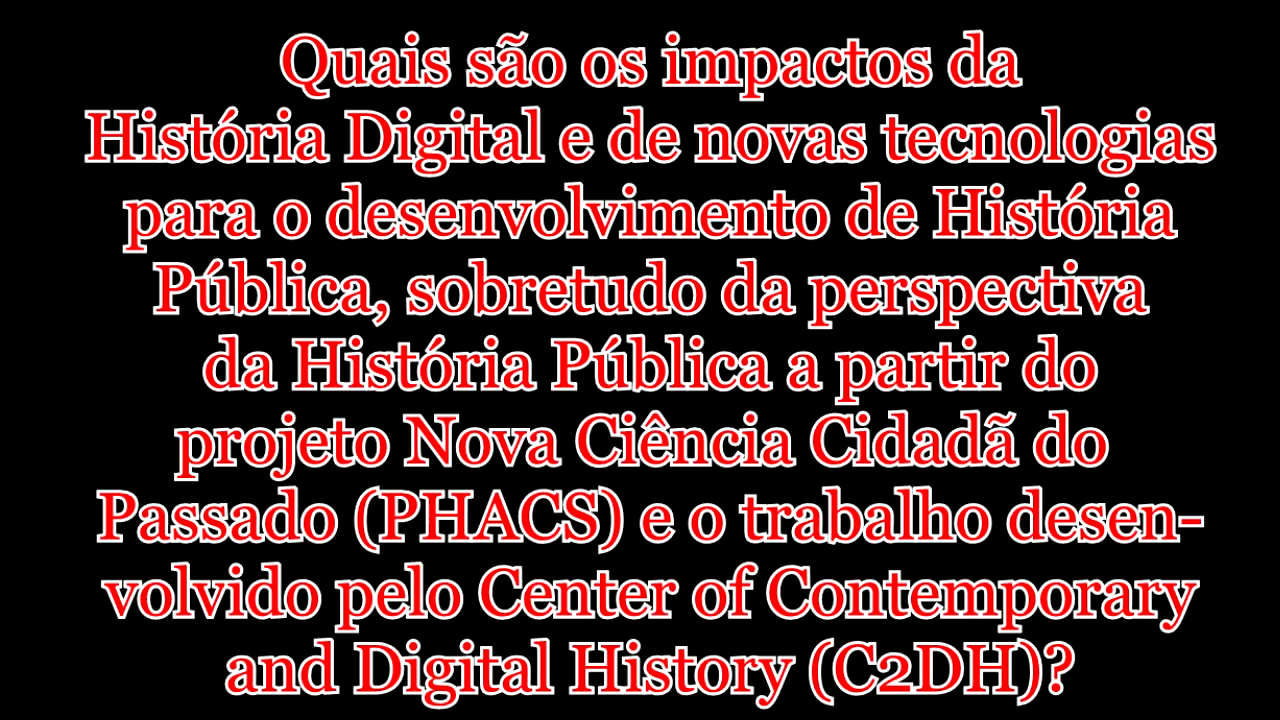 Quais são os impactos da
História Digital e de novas tecnologias
para o desenvolvimento de História
Pública, sobretudo da perspectiva
da História Pública a partir do
projeto Nova Ciência Cidadã do
Passado (PHACS) e o trabalho desen-
volvido pelo Center of Contemporary
and Digital History (C2DH)?